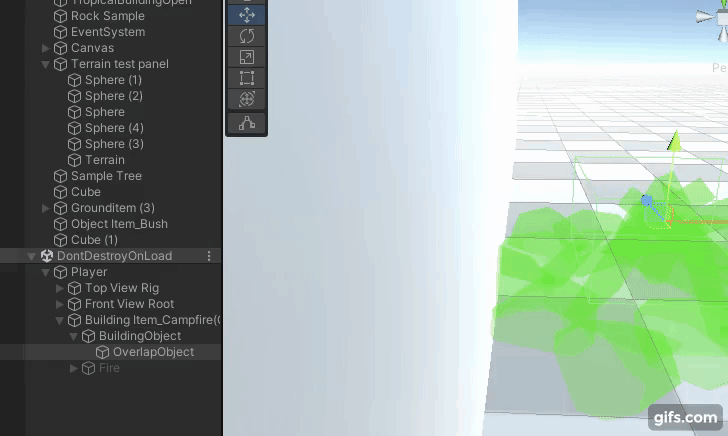 TropicalBuildingOpen
Rock Sample
EventSystem
Canvas
Terrain test panel
Sphere (1)
Sphere (2)
Sphere
Sphere (4)
Sphere (3)
Terrain
Sample Tree
Cube
Grounditem (3)
Object Item_Bush
Cube (1)
DontDestroyOnLoad
Player
Top View Rig
Front View Root
Building Item_Campfire(
BuildingObject
OverlapObject
Fire
Pe
gifs.com